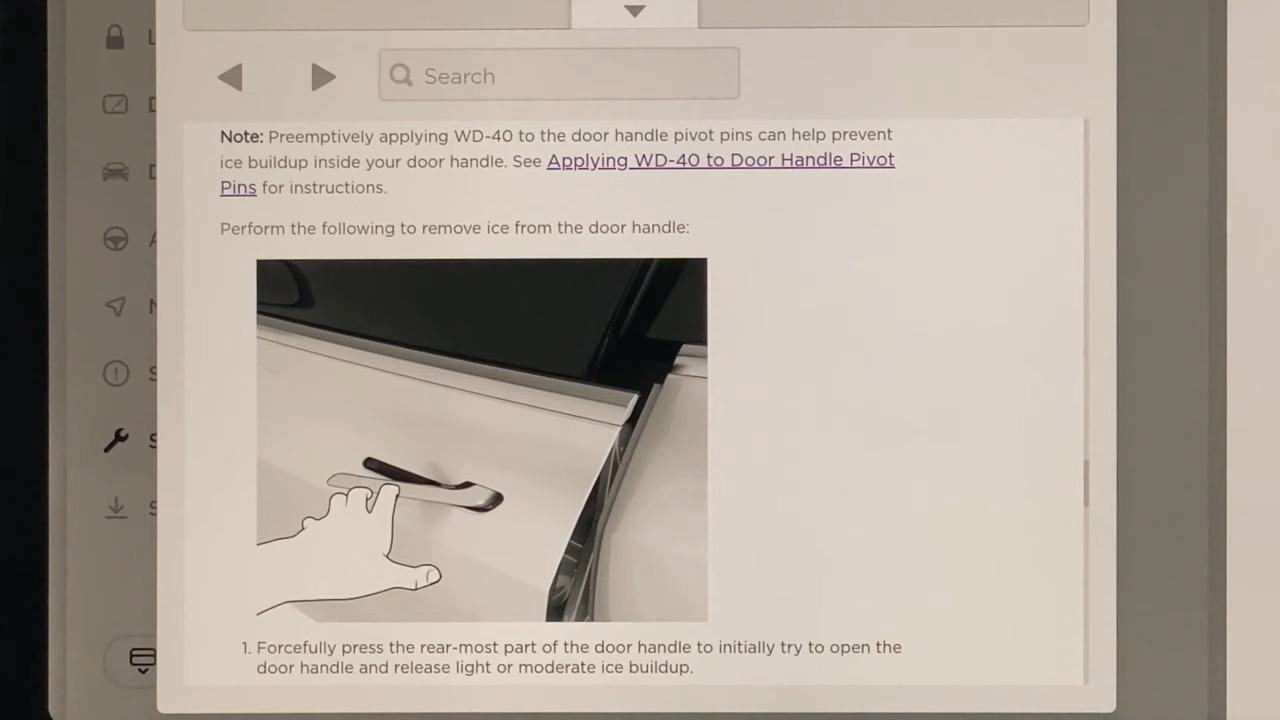 L
D
D
A
N
S
S
S
Search
Note: Preemptively applying WD-40 to the door handle pivot pins can help prevent
ice buildup inside your door handle. See Applying WD-40 to Door Handle Pivot
Pins for instructions.
Perform the following to remove ice from the door handle:
1. Forcefully press the rear-most part of the door handle to initially try to open the
door handle and release light or moderate ice buildup.